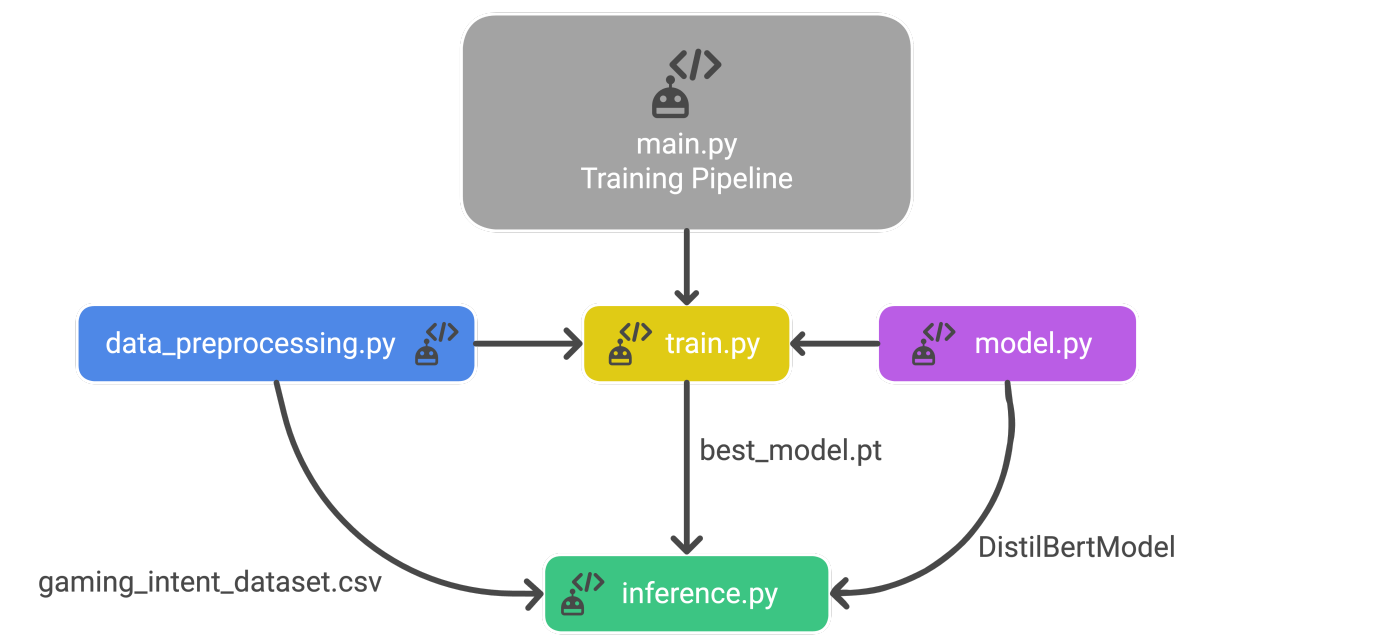 main.py
Training Pipeline
data_preprocessing.py
train.py
model.py
best_model.pt
DistilBertModel
gaming_intent_dataset.csv
inference.py